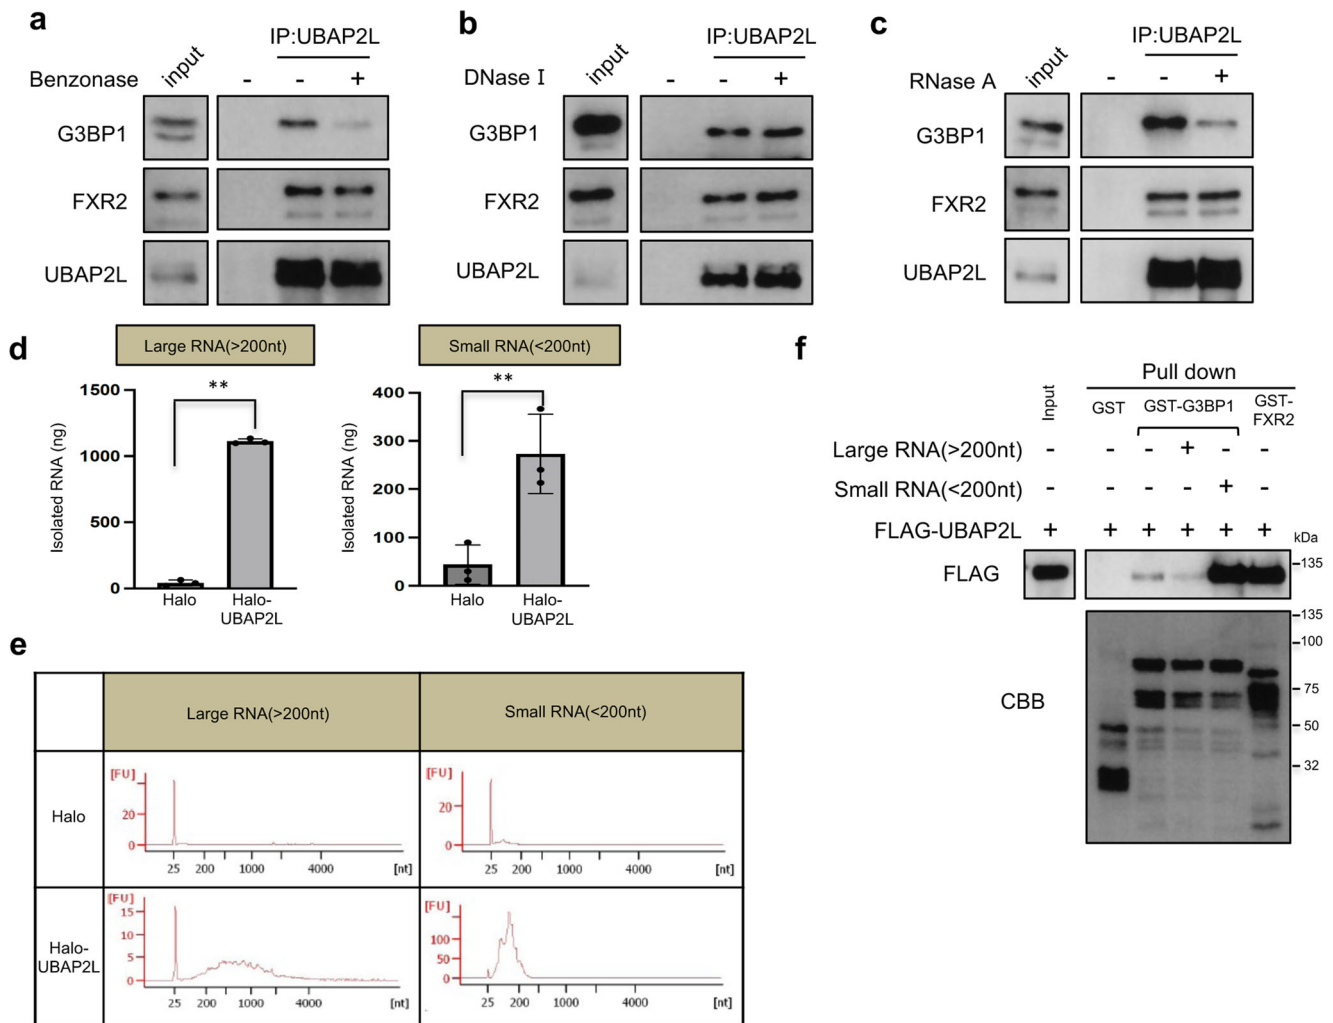 a
Benzonase
input
IP:UBAP2L
- - +
G3BP1
FXR2
UBAP2L
b
DNase I
input
IP:UBAP2L
- - +
G3BP1
FXR2
UBAP2L
c
RNase A
input
IP:UBAP2L
- - +
G3BP1
FXR2
UBAP2L
d
Large RNA(>200nt)
Isolated RNA (ng)
1500
1000
500
0
**
Halo
Halo-
UBAP2L
Small RNA(<200nt)
Isolated RNA (ng)
400
300
200
100
0
**
Halo
Halo-
UBAP2L
e
Large RNA(>200nt)
Small RNA(<200nt)
Halo
[FU]
20
0
25 200 1000 4000 [nt]
[FU]
20
0
25 200 1000 4000 [nt]
Halo-
UBAP2L
[FU]
15
10
5
0
25 200 1000 4000 [nt]
[FU]
100
50
0
25 200 1000 4000 [nt]
f
Pull down
Input
GST
GST-G3BP1
GST-
FXR2
Large RNA(>200nt)
- - - + - -
Small RNA(<200nt)
- - - - + -
FLAG-UBAP2L
+ + + + + +
kDa
FLAG
135
CBB
135
100
75
50
32